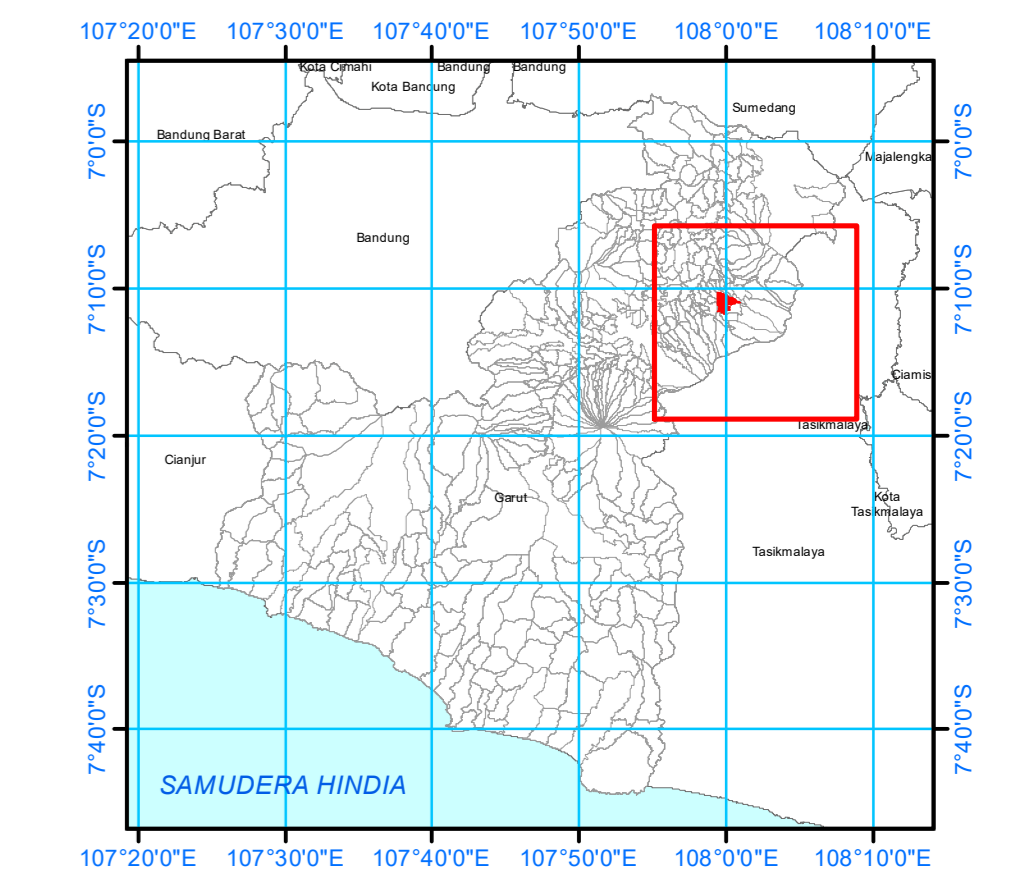 107°20'0"E 107°30'0"E 107°40'0"E 107°50'0"E 108°0'0"E 108°10'0"E
Kota Cimahi Bandung Bandung
Kota Bandung
Sumedang
Bandung Barat
7°0'0"S 7°0'0"S
Majalengka
Bandung
7°10'0"S 7°10'0"S
Ciamis
7°20'0"S Tasikmalaya 7°20'0"S
Cianjur
Garut
Kota
Tasikmalaya
Tasikmalaya
7°30'0"S 7°30'0"S
7°40'0"S 7°40'0"S
SAMUDERA HINDIA
107°20'0"E 107°30'0"E 107°40'0"E 107°50'0"E 108°0'0"E 108°10'0"E